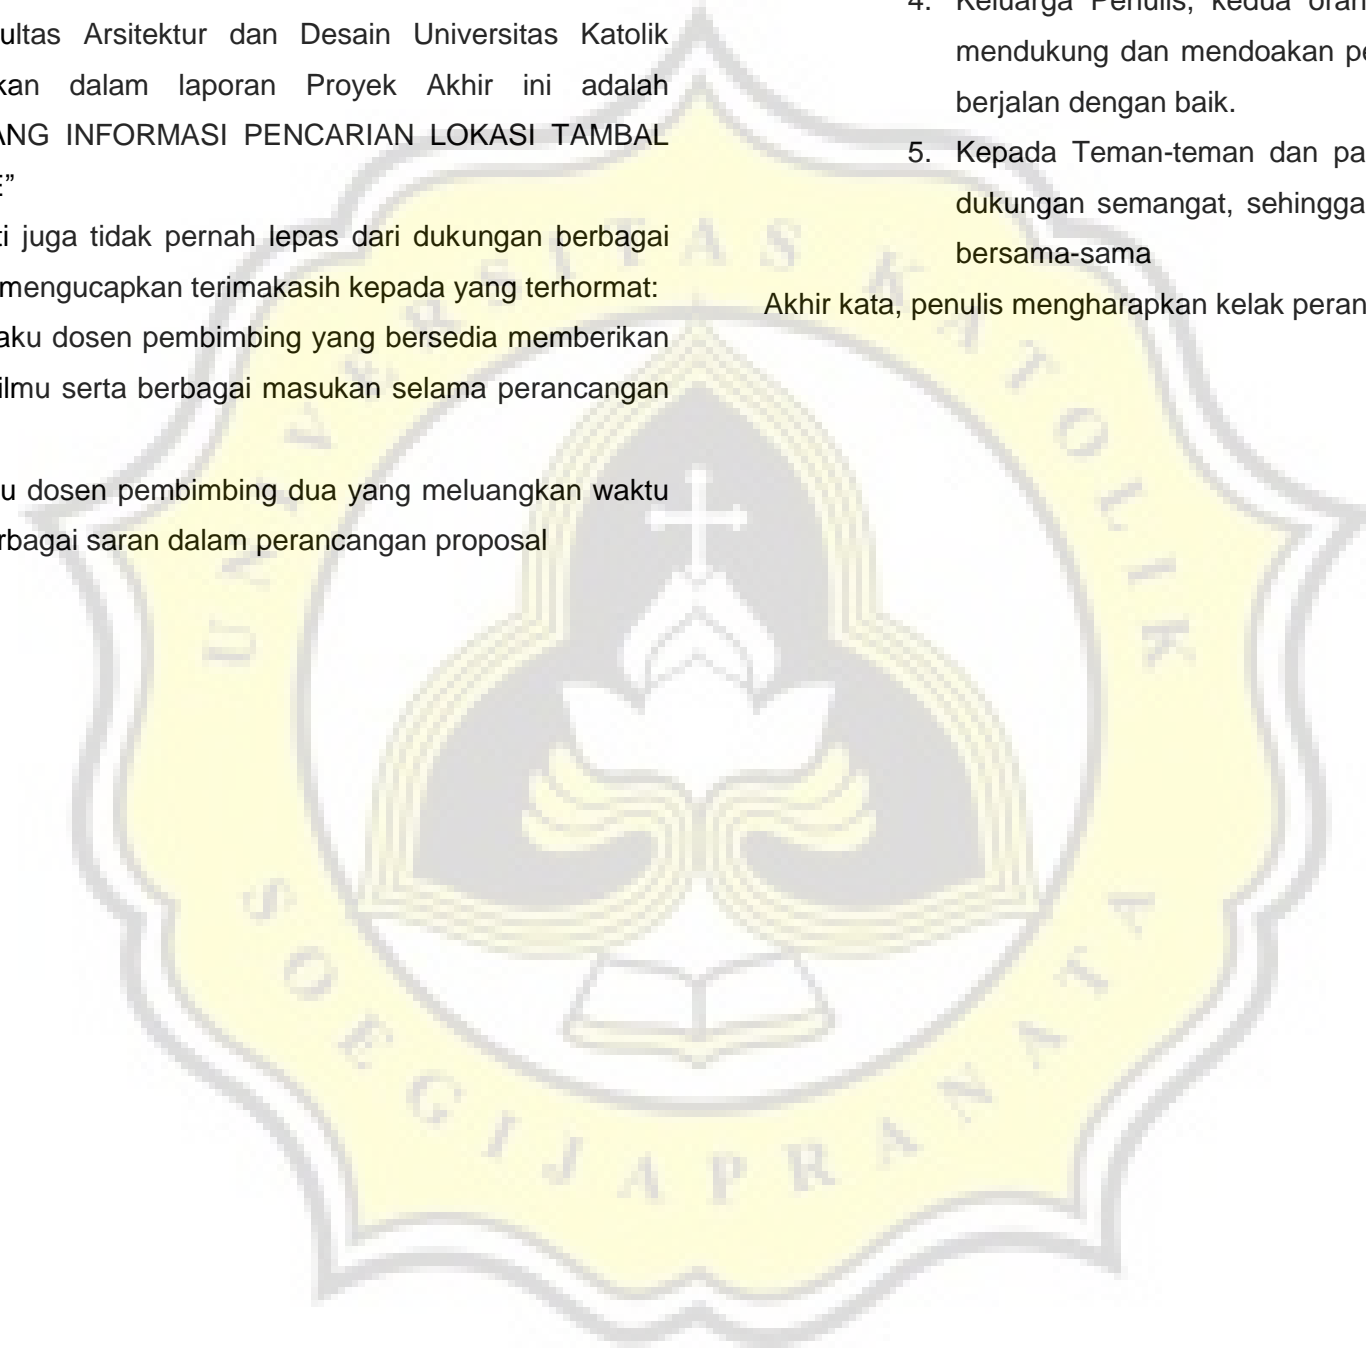 ultas Arsitektur dan Desain Universitas Katolik
kan dalam laporan Proyek Akhir ini adalah
ANG INFORMASI PENCARIAN LOKASI TAMBAL
E”
ti juga tidak pernah lepas dari dukungan berbagai
mengucapkan terimakasih kepada yang terhormat:
aku dosen pembimbing yang bersedia memberikan
ilmu serta berbagai masukan selama perancangan
u dosen pembimbing dua yang meluangkan waktu
rbagai saran dalam perancangan proposal
4. Keluarga Penulis, kedua oran
mendukung dan mendoakan pe
berjalan dengan baik.
5. Kepada Teman-teman dan pa
dukungan semangat, sehingga
bersama-sama
Akhir kata, penulis mengharapkan kelak peran
UNIVERSITAS KATOLIK
SOEGIJAPRANATA